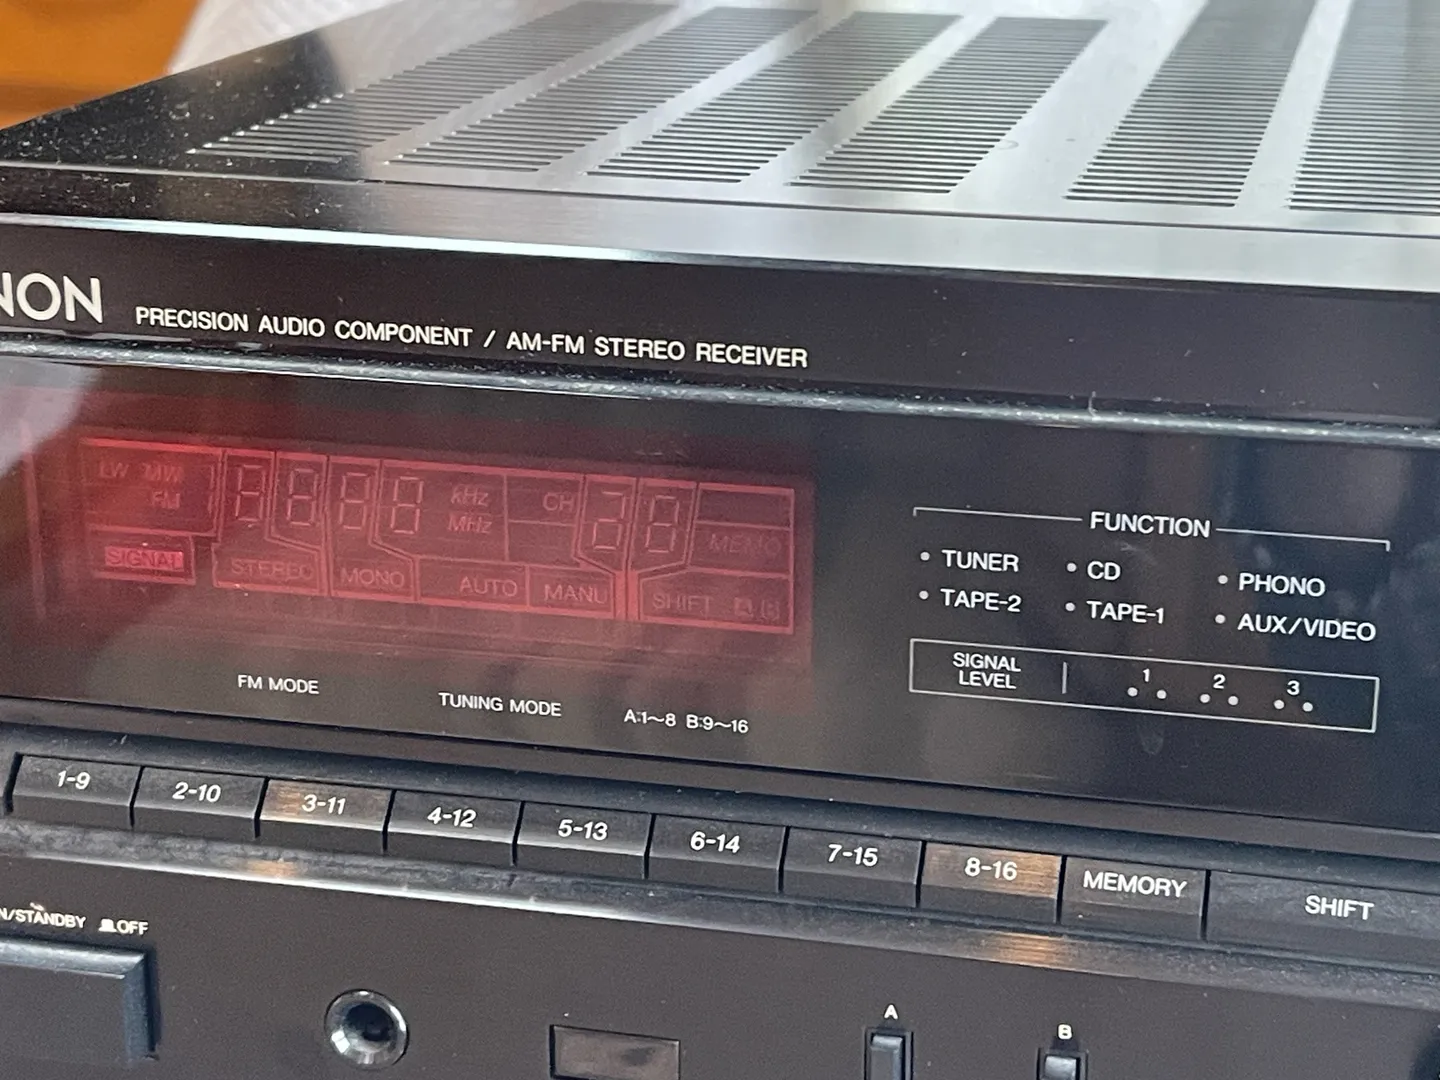 NON PRECISION AUDIO COMPONENT / AM-FM STEREO RECEIVER
LW MW
FM
kHz
MHz
CH
MEMO
SIGNAL
STEREO
MONO
AUTO
MANU
SHIFT A B
FM MODE
TUNING MODE
A:1~8 B:9~16
FUNCTION
• TUNER • CD • PHONO
• TAPE-2 • TAPE-1 • AUX/VIDEO
SIGNAL
LEVEL
1 2 3
1-9 2-10 3-11 4-12 5-13 6-14 7-15 8-16 MEMORY SHIFT
N/STANDBY OFF
A
B